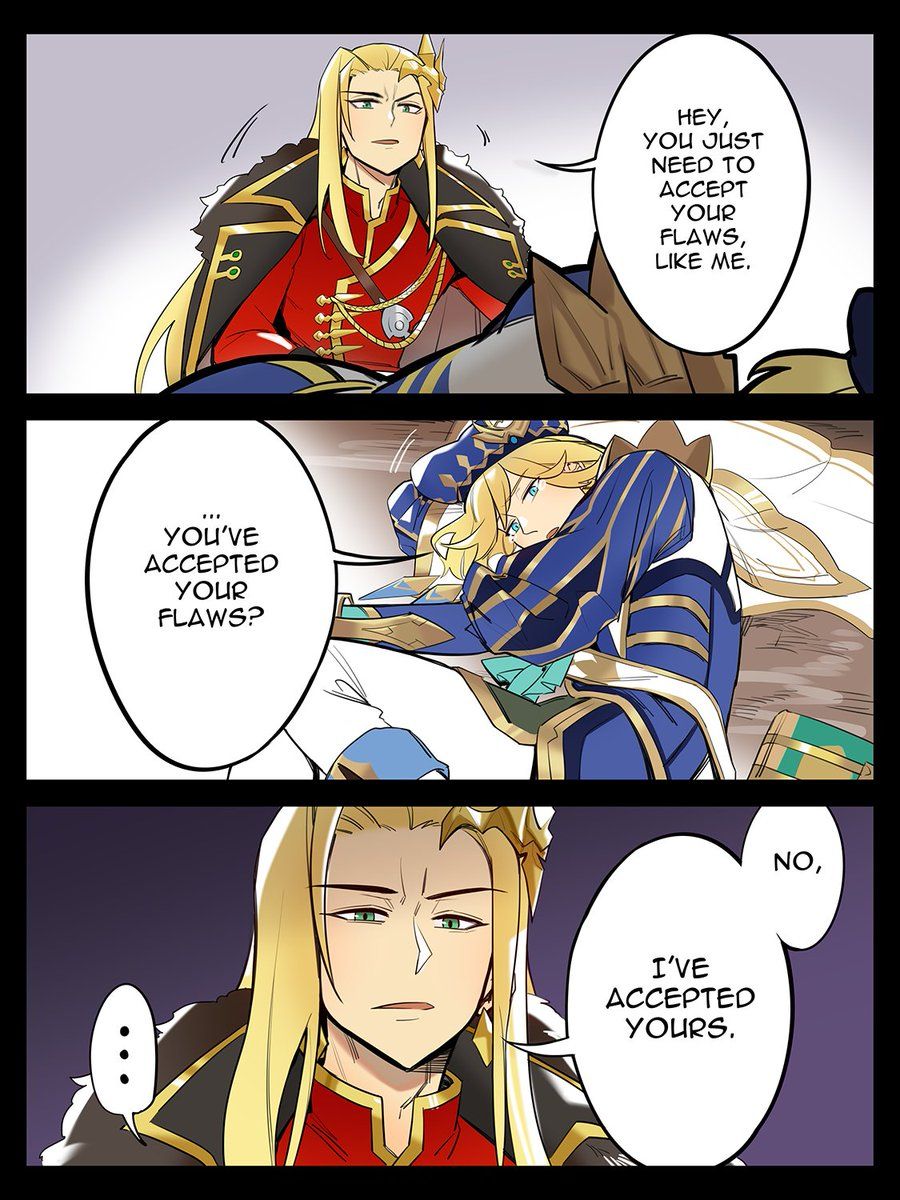 HEY,
YOU JUST
NEED TO
ACCEPT
YOUR
FLAWS,
LIKE ME.
...
YOU'VE
ACCEPTED
YOUR
FLAWS?
NO,
I'VE
ACCEPTED
YOURS.
...